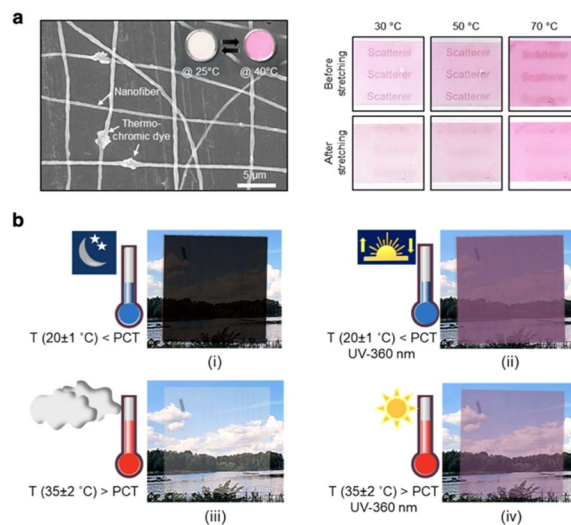 a
@ 25°C
@ 40°C
Nanofiber
Thermo-
chromic dye
5 μm
30 °C
50 °C
70 °C
Before
stretching
Scatterer
Scatterer
Scatterer
Scatterer
Scatterer
Scatterer
Scatterer
Scatterer
Scatterer
After
stretching
b
T (20±1 ˚C) < PCT
(i)
T (20±1 ˚C) < PCT
UV-360 nm
(ii)
T (35±2 ˚C) > PCT
(iii)
T (35±2 ˚C) > PCT
UV-360 nm
(iv)